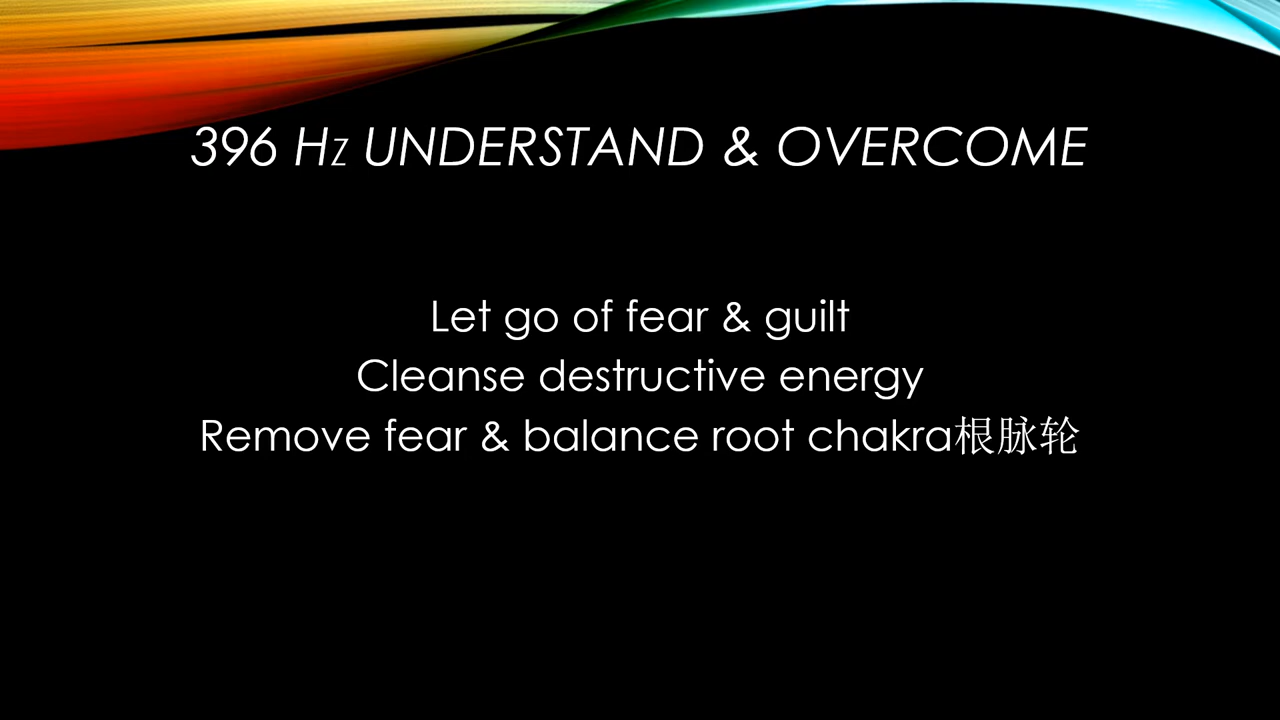 396 Hz UNDERSTAND & OVERCOME
Let go of fear & guilt
Cleanse destructive energy
Remove fear & balance root chakra根脉轮